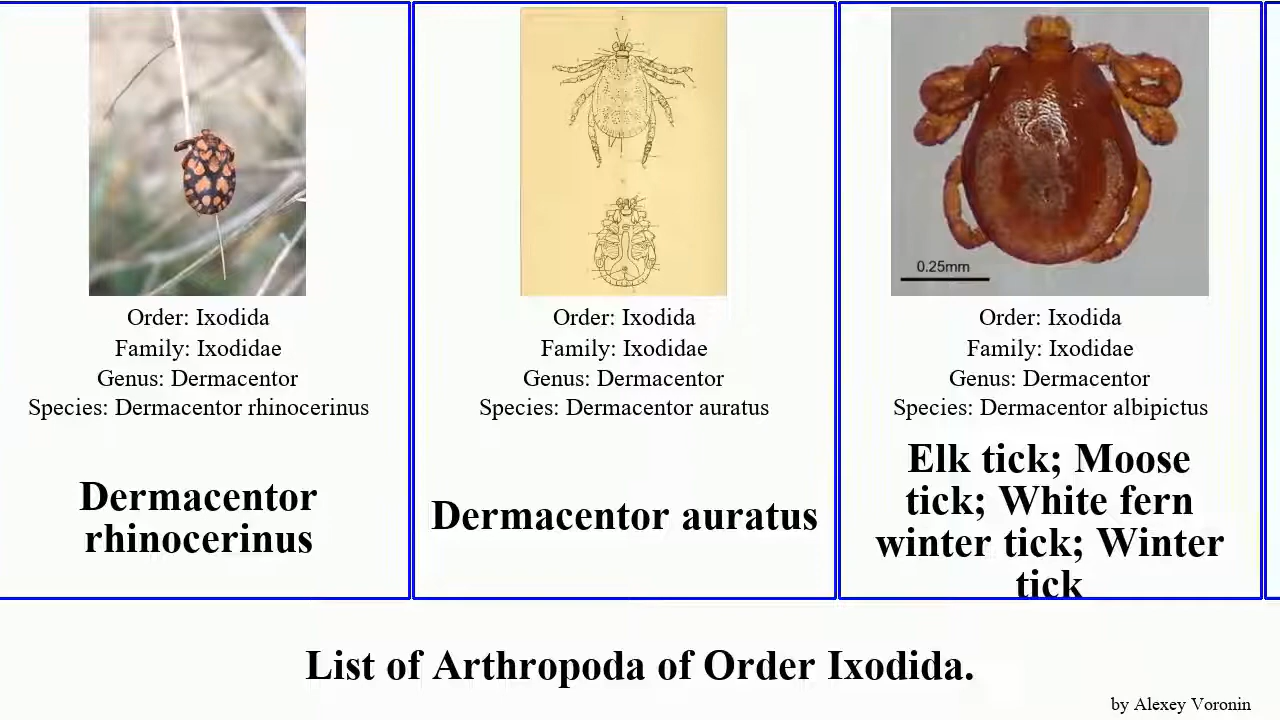 Order: Ixodida
Family: Ixodidae
Genus: Dermacentor
Species: Dermacentor rhinocerinus
Dermacentor
rhinocerinus
Order: Ixodida
Family: Ixodidae
Genus: Dermacentor
Species: Dermacentor auratus
Dermacentor auratus
0.25mm
Order: Ixodida
Family: Ixodidae
Genus: Dermacentor
Species: Dermacentor albipictus
Elk tick; Moose
tick; White fern
winter tick; Winter
tick
List of Arthropoda of Order Ixodida.
by Alexey Voronin